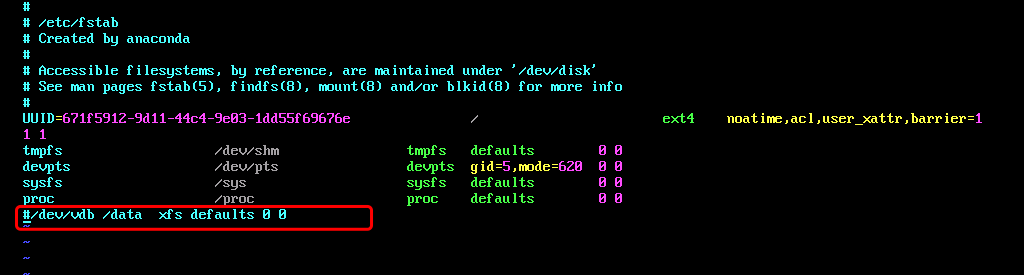 #
# /etc/fstab
# Created by anaconda
#
# Accessible filesystems, by reference, are maintained under '/dev/disk'
# See man pages fstab(5), findfs(8), mount(8) and/or blkid(8) for more info
#
UUID=671f5912-9d11-44c4-9e03-1dd55f69676e / ext4 noatime,acl,user_xattr,barrier=1
1 1
tmpfs /dev/shm tmpfs defaults 0 0
devpts /dev/pts devpts gid=5,mode=620 0 0
sysfs /sys sysfs defaults 0 0
proc /proc proc defaults 0 0
#/dev/vdb /data xfs defaults 0 0
~
~
~
~